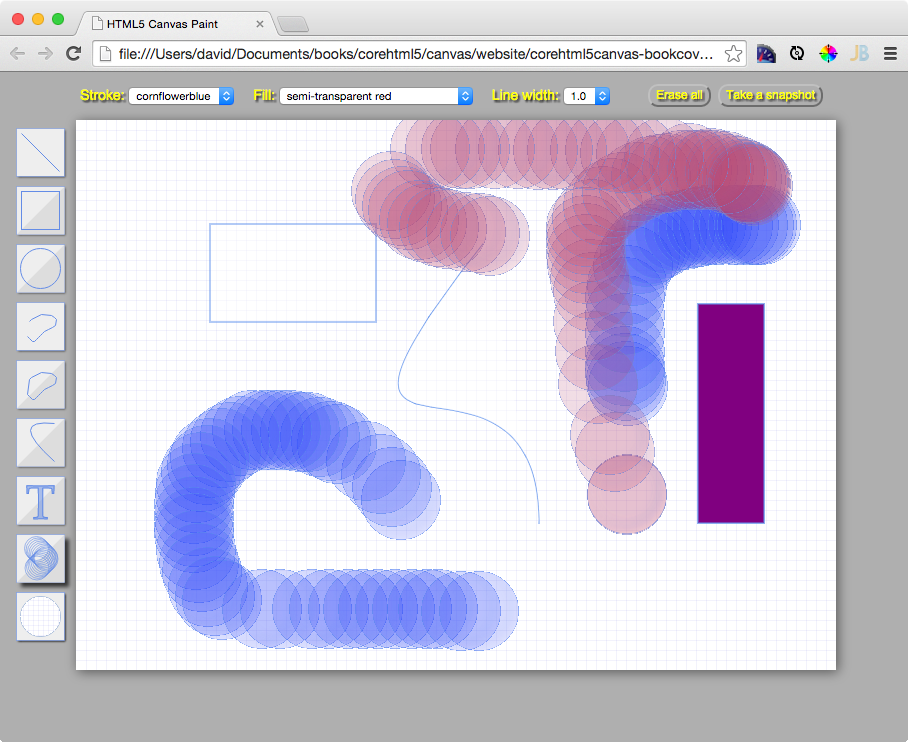 HTML5 Canvas Paint
file:///Users/david/Documents/books/corehtml5/canvas/website/corehtml5canvas-bookcov...
JB
Stroke: cornflowerblue Fill: semi-transparent red Line width: 1.0 Erase all Take a snapshot
T